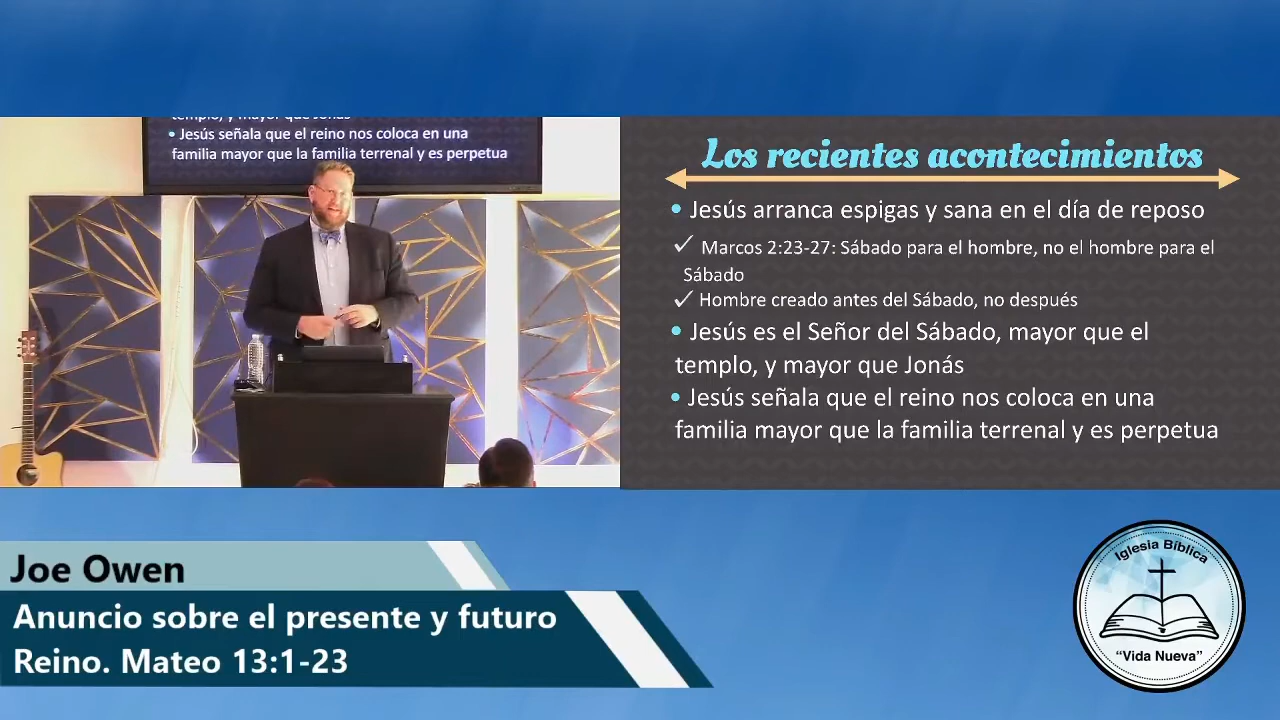 templo, y mayor que Jonás
• Jesús señala que el reino nos coloca en una
familia mayor que la familia terrenal y es perpetua
Los recientes acontecimientos
• Jesús arranca espigas y sana en el día de reposo
✓ Marcos 2:23-27: Sábado para el hombre, no el hombre para el
Sábado
✓ Hombre creado antes del Sábado, no después
• Jesús es el Señor del Sábado, mayor que el
templo, y mayor que Jonás
• Jesús señala que el reino nos coloca en una
familia mayor que la familia terrenal y es perpetua
Joe Owen
Anuncio sobre el presente y futuro
Reino. Mateo 13:1-23
Iglesia Bíblica
"Vida Nueva"